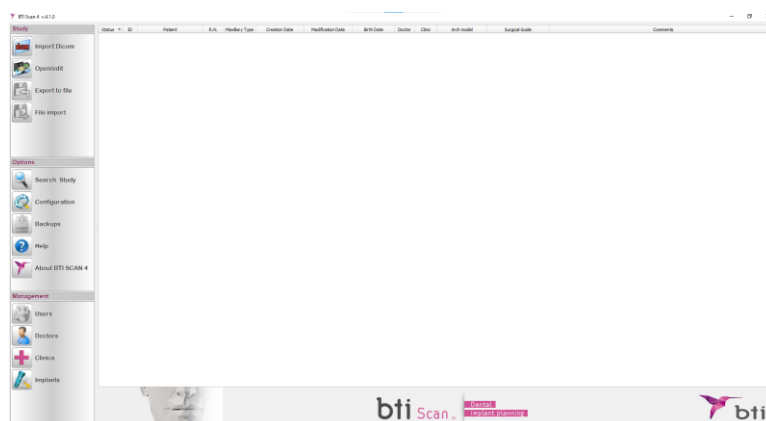 BTI Scan 4 v.4.1.0
Study
Status ID Patient R.N. Maxillary Type Creation Date Modification Date Birth Date Doctor Clinic Arch model Surgical Guide Comments
Import Dicom
Open/edit
Export to file
File import
Options
Search Study
Configuration
Backups
Help
About BTI SCAN 4
Management
Users
Doctors
Clinics
Implants
bti Scan® Dental
implant planning
bti